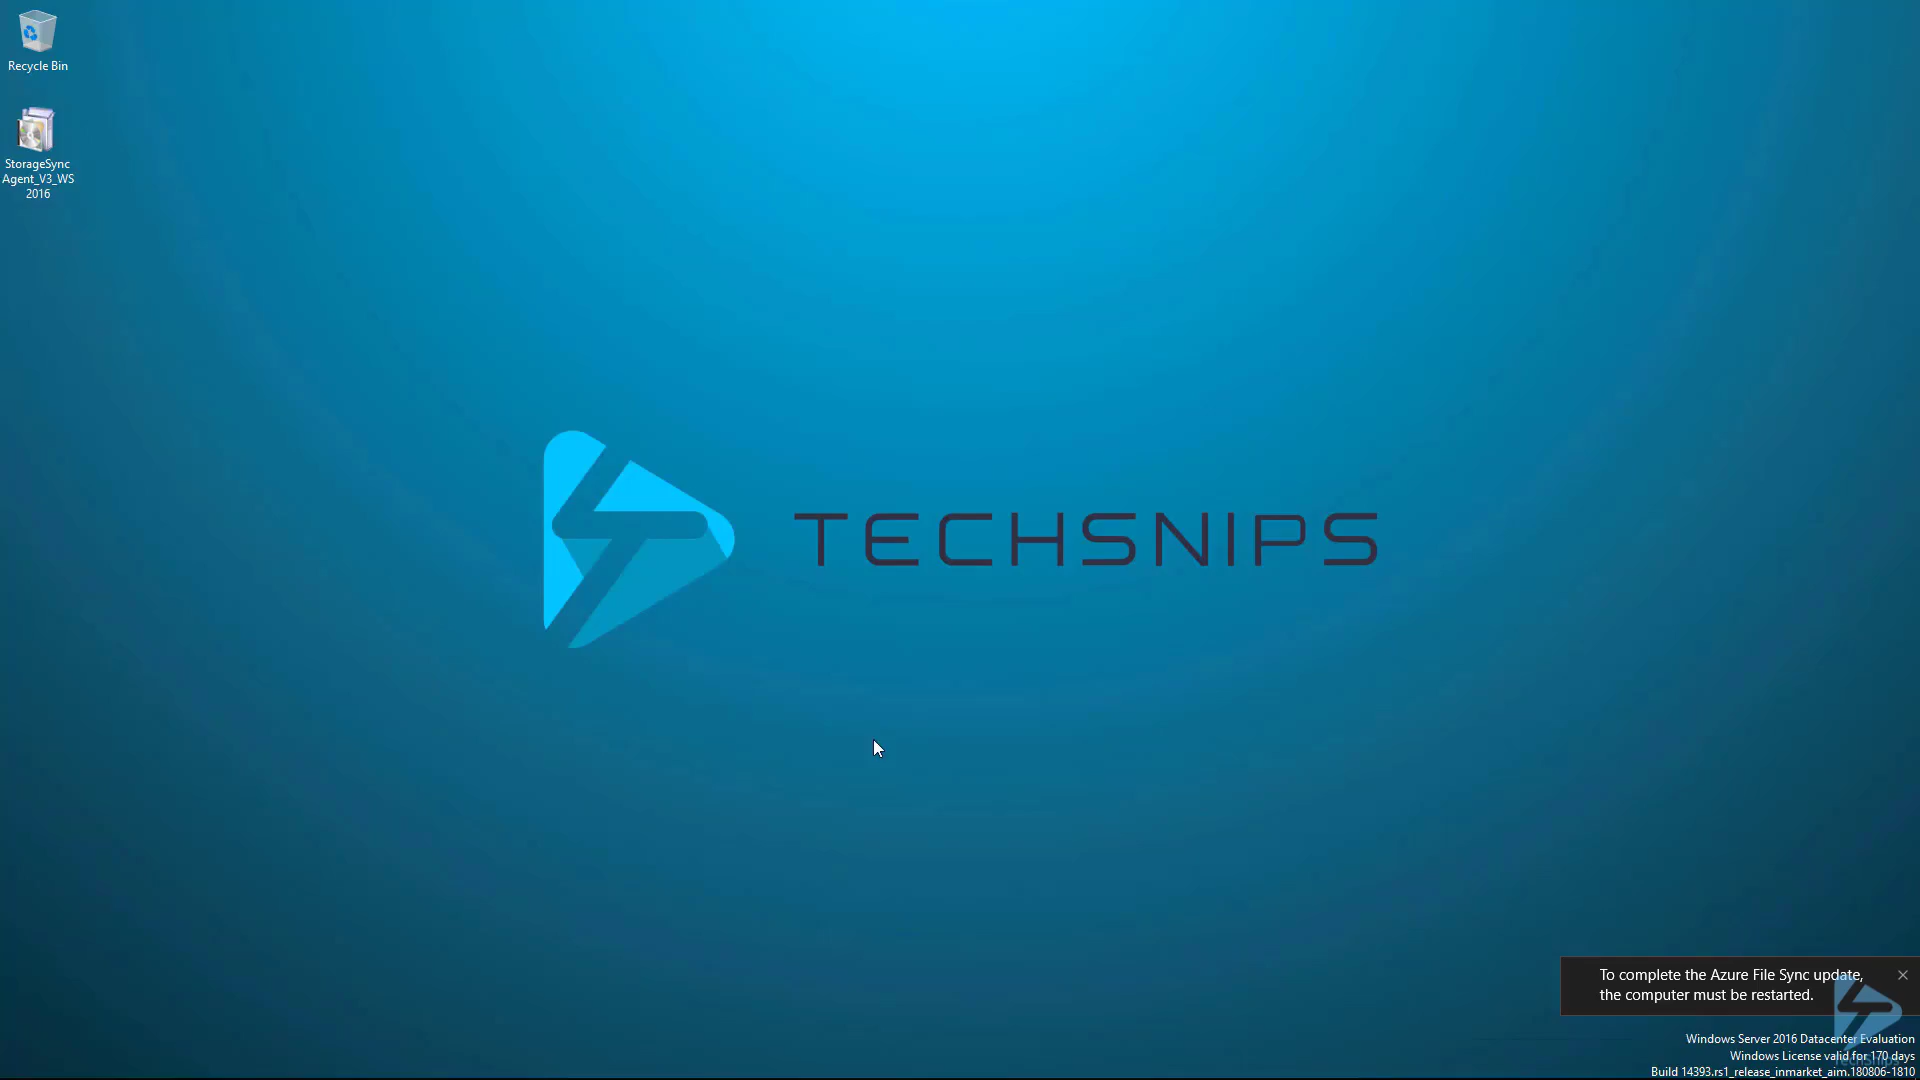 Recycle Bin
StorageSync
Agent_V3_WS
2016
TECHSNIPS
To complete the Azure File Sync update,
the computer must be restarted.
Windows Server 2016 Datacenter Evaluation
Windows License valid for 170 days
TechSnips
Build 14393.rs1_release_inmarket_aim.180806-1810